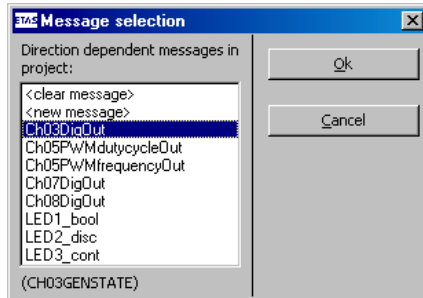 ETAS Message selection
Direction dependent messages in
project:
Ok
<clear message>
<new message>
Cancel
Ch03DigOut
Ch05PWMdutycycleOut
Ch05PWMfrequencyOut
Ch07DigOut
Ch08DigOut
LED1_bool
LED2_disc
LED3_cont
(CH03GENSTATE)